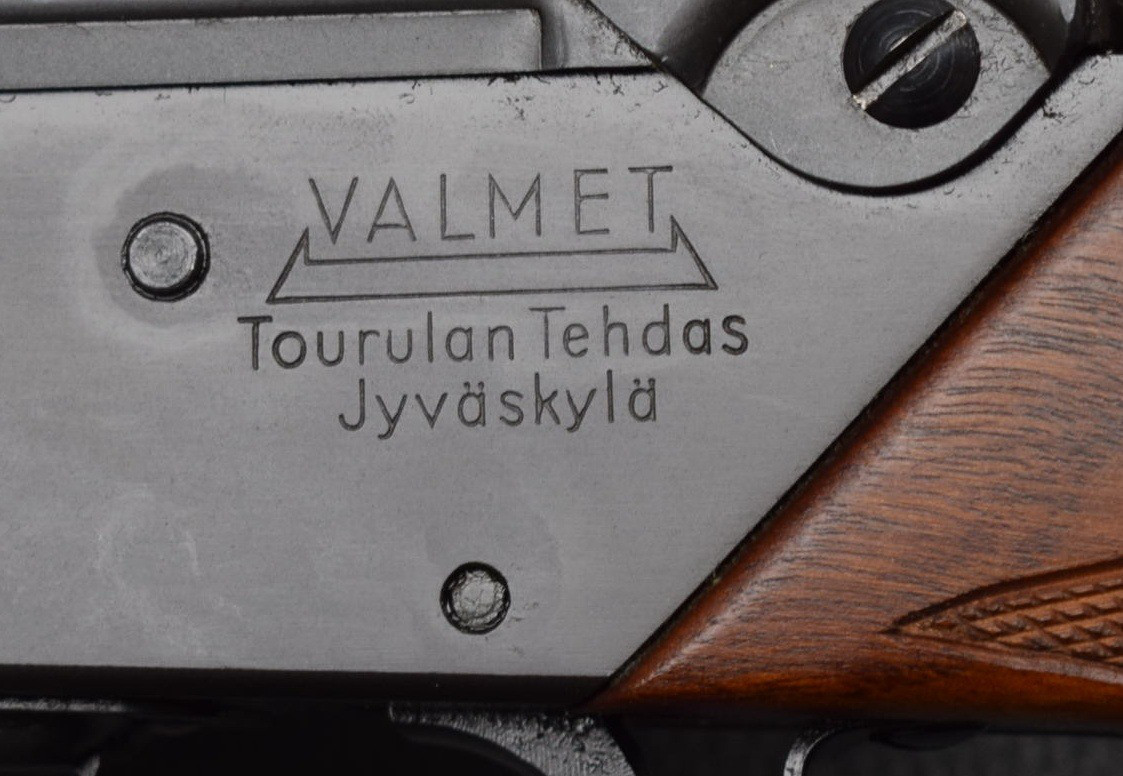 VALMET
Tourulan Tehdas
Jyväskylä